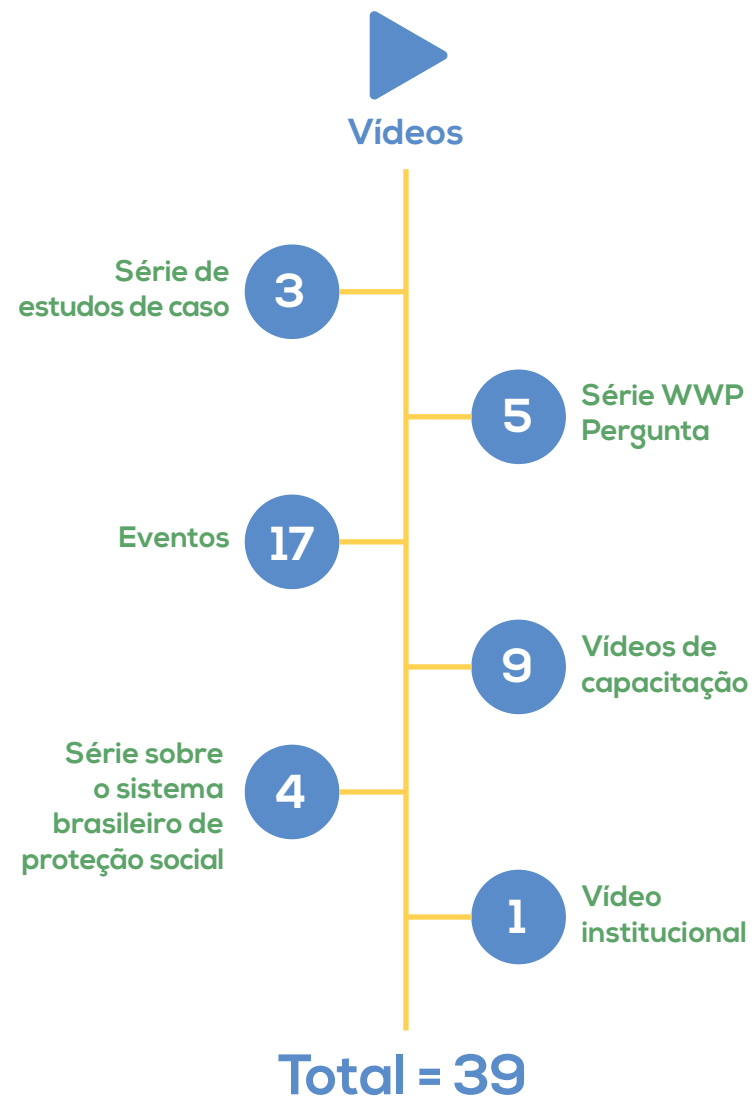 Vídeos
Série de
estudos de caso
3
5
Série WWP
Pergunta
Eventos
17
9
Vídeos de
capacitação
Série sobre
o sistema
brasileiro de
proteção social
4
1
Vídeo
institucional
Total = 39